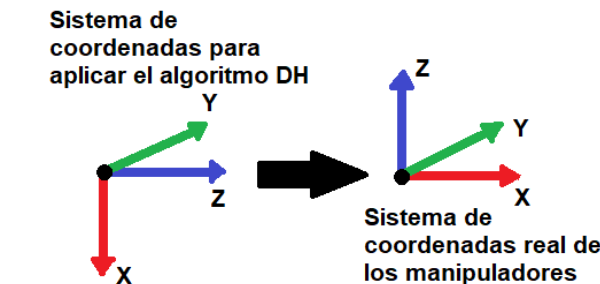 Sistema de
coordenadas para
aplicar el algoritmo DH
Y
Z
X
Z
Y
X
Sistema de
coordenadas real de
los manipuladores